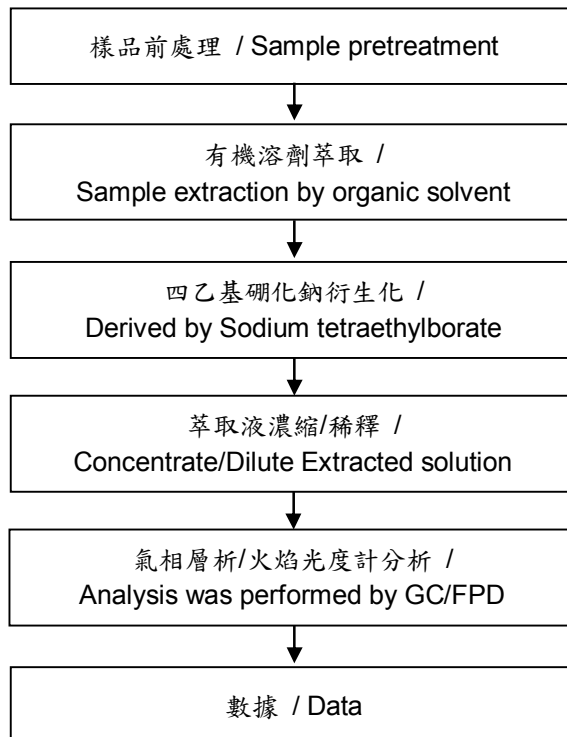 樣品前處理 / Sample pretreatment
有機溶劑萃取 /
Sample extraction by organic solvent
四乙基硼化鈉衍生化 /
Derived by Sodium tetraethylborate
萃取液濃縮/稀釋 /
Concentrate/Dilute Extracted solution
氣相層析/火焰光度計分析 /
Analysis was performed by GC/FPD
數據 / Data